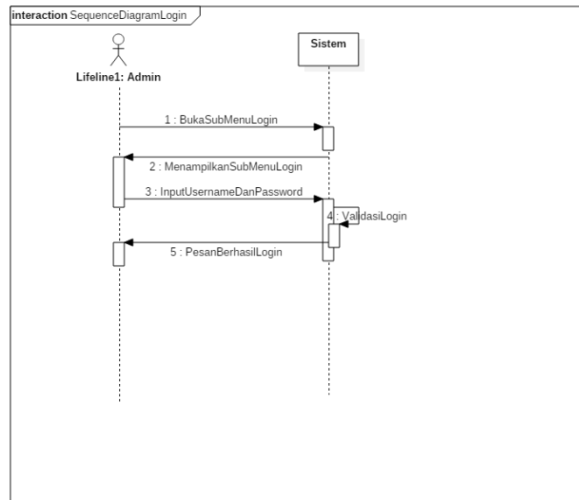 interaction SequenceDiagramLogin
Sistem
Lifeline1: Admin
1 : BukaSubMenuLogin
2 : MenampilkanSubMenuLogin
3 : InputUsernameDanPassword
4 : ValidasiLogin
5 : PesanBerhasilLogin